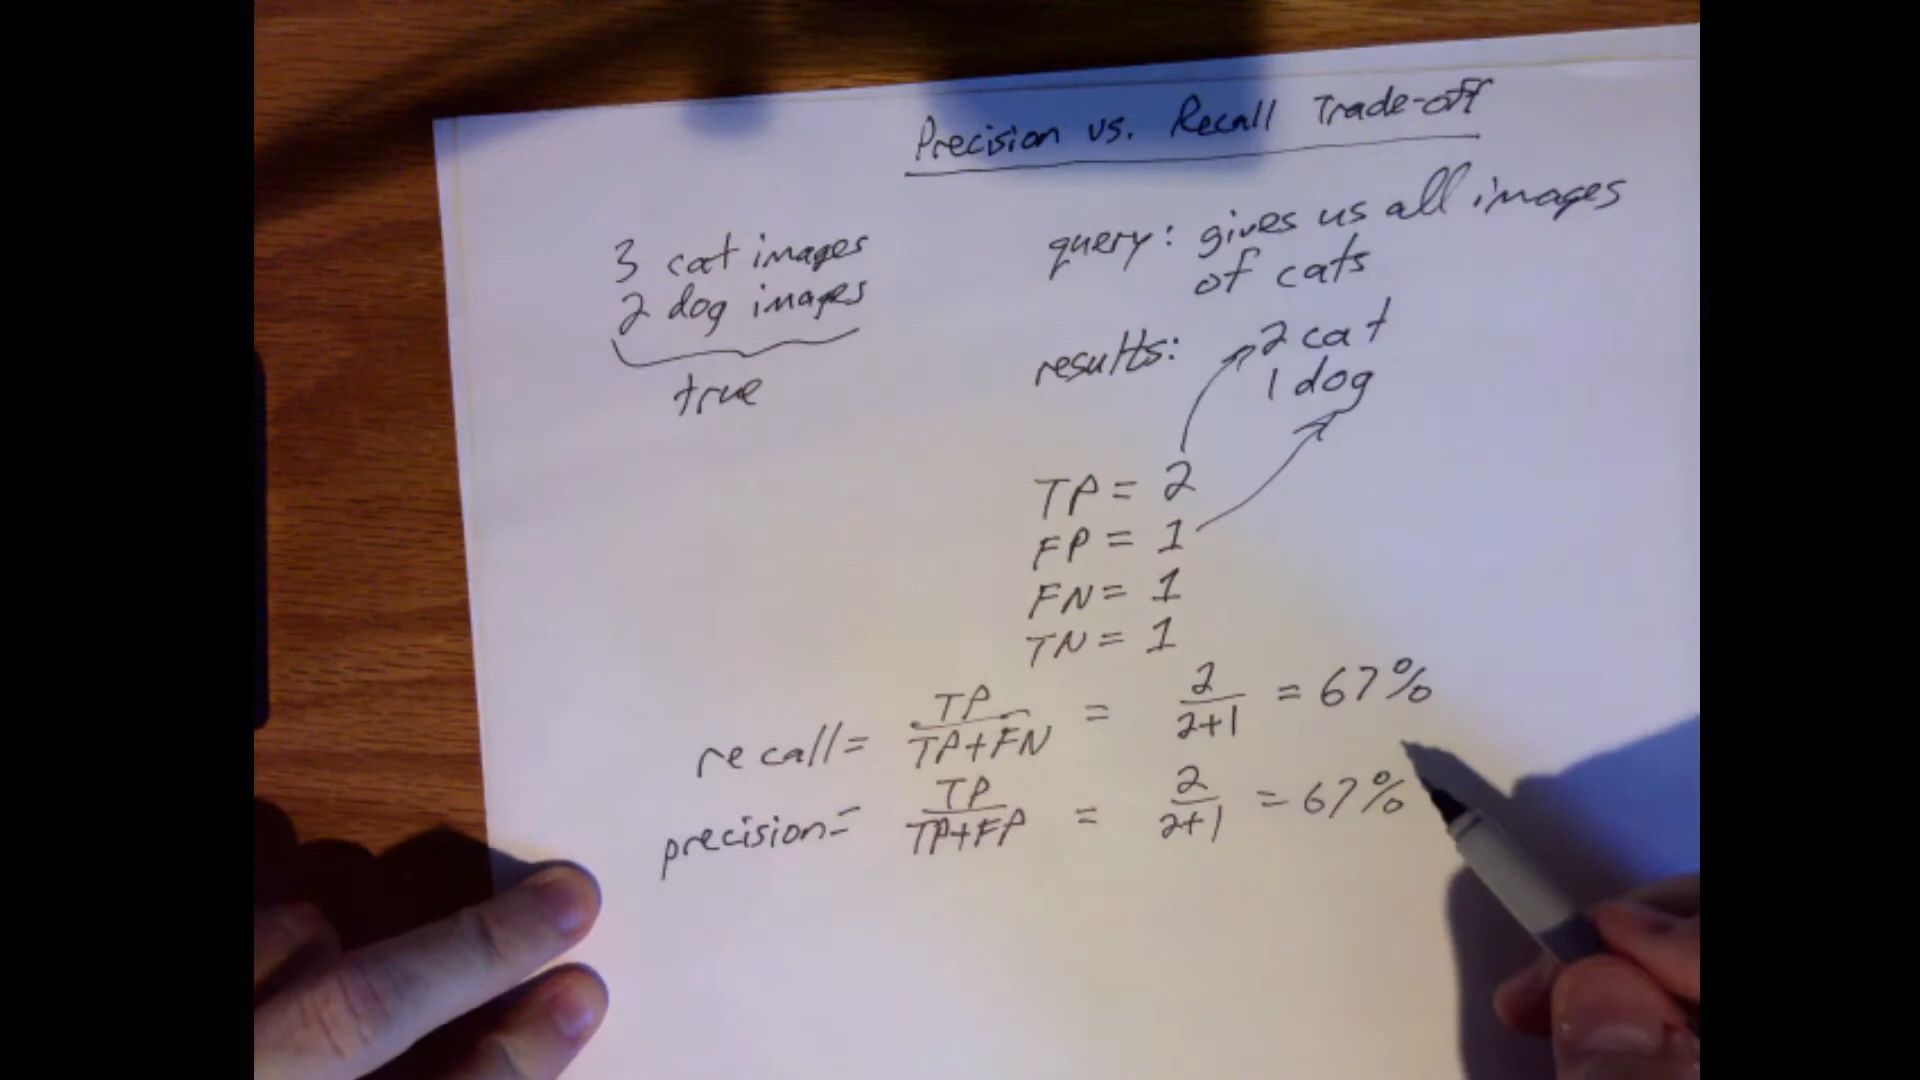 Precision vs. Recall Trade-off
3 cat images
2 dog images
true
query: gives us all images
of cats
results: 2 cat
1 dog
TP = 2
FP = 1
FN = 1
TN = 1
recall = TP / TP+FN = 2 / 2+1 = 67%
precision = TP / TP+FP = 2 / 2+1 = 67%